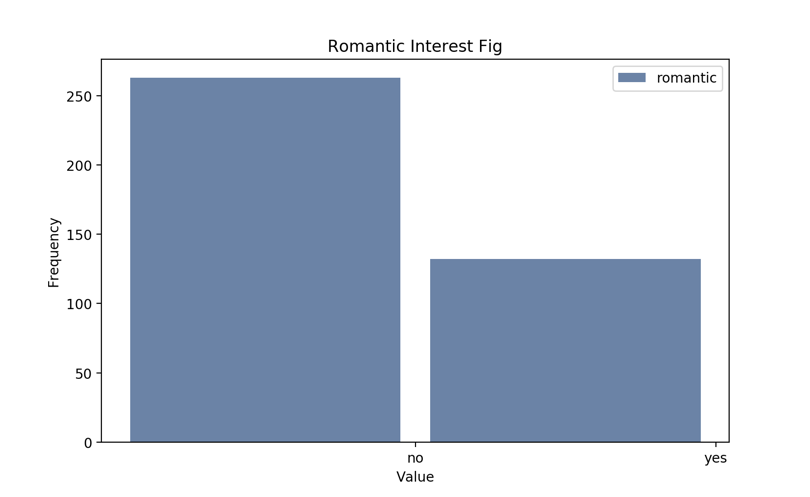 Romantic Interest Fig
romantic
250
200
150
100
50
0
Frequency
no
yes
Value